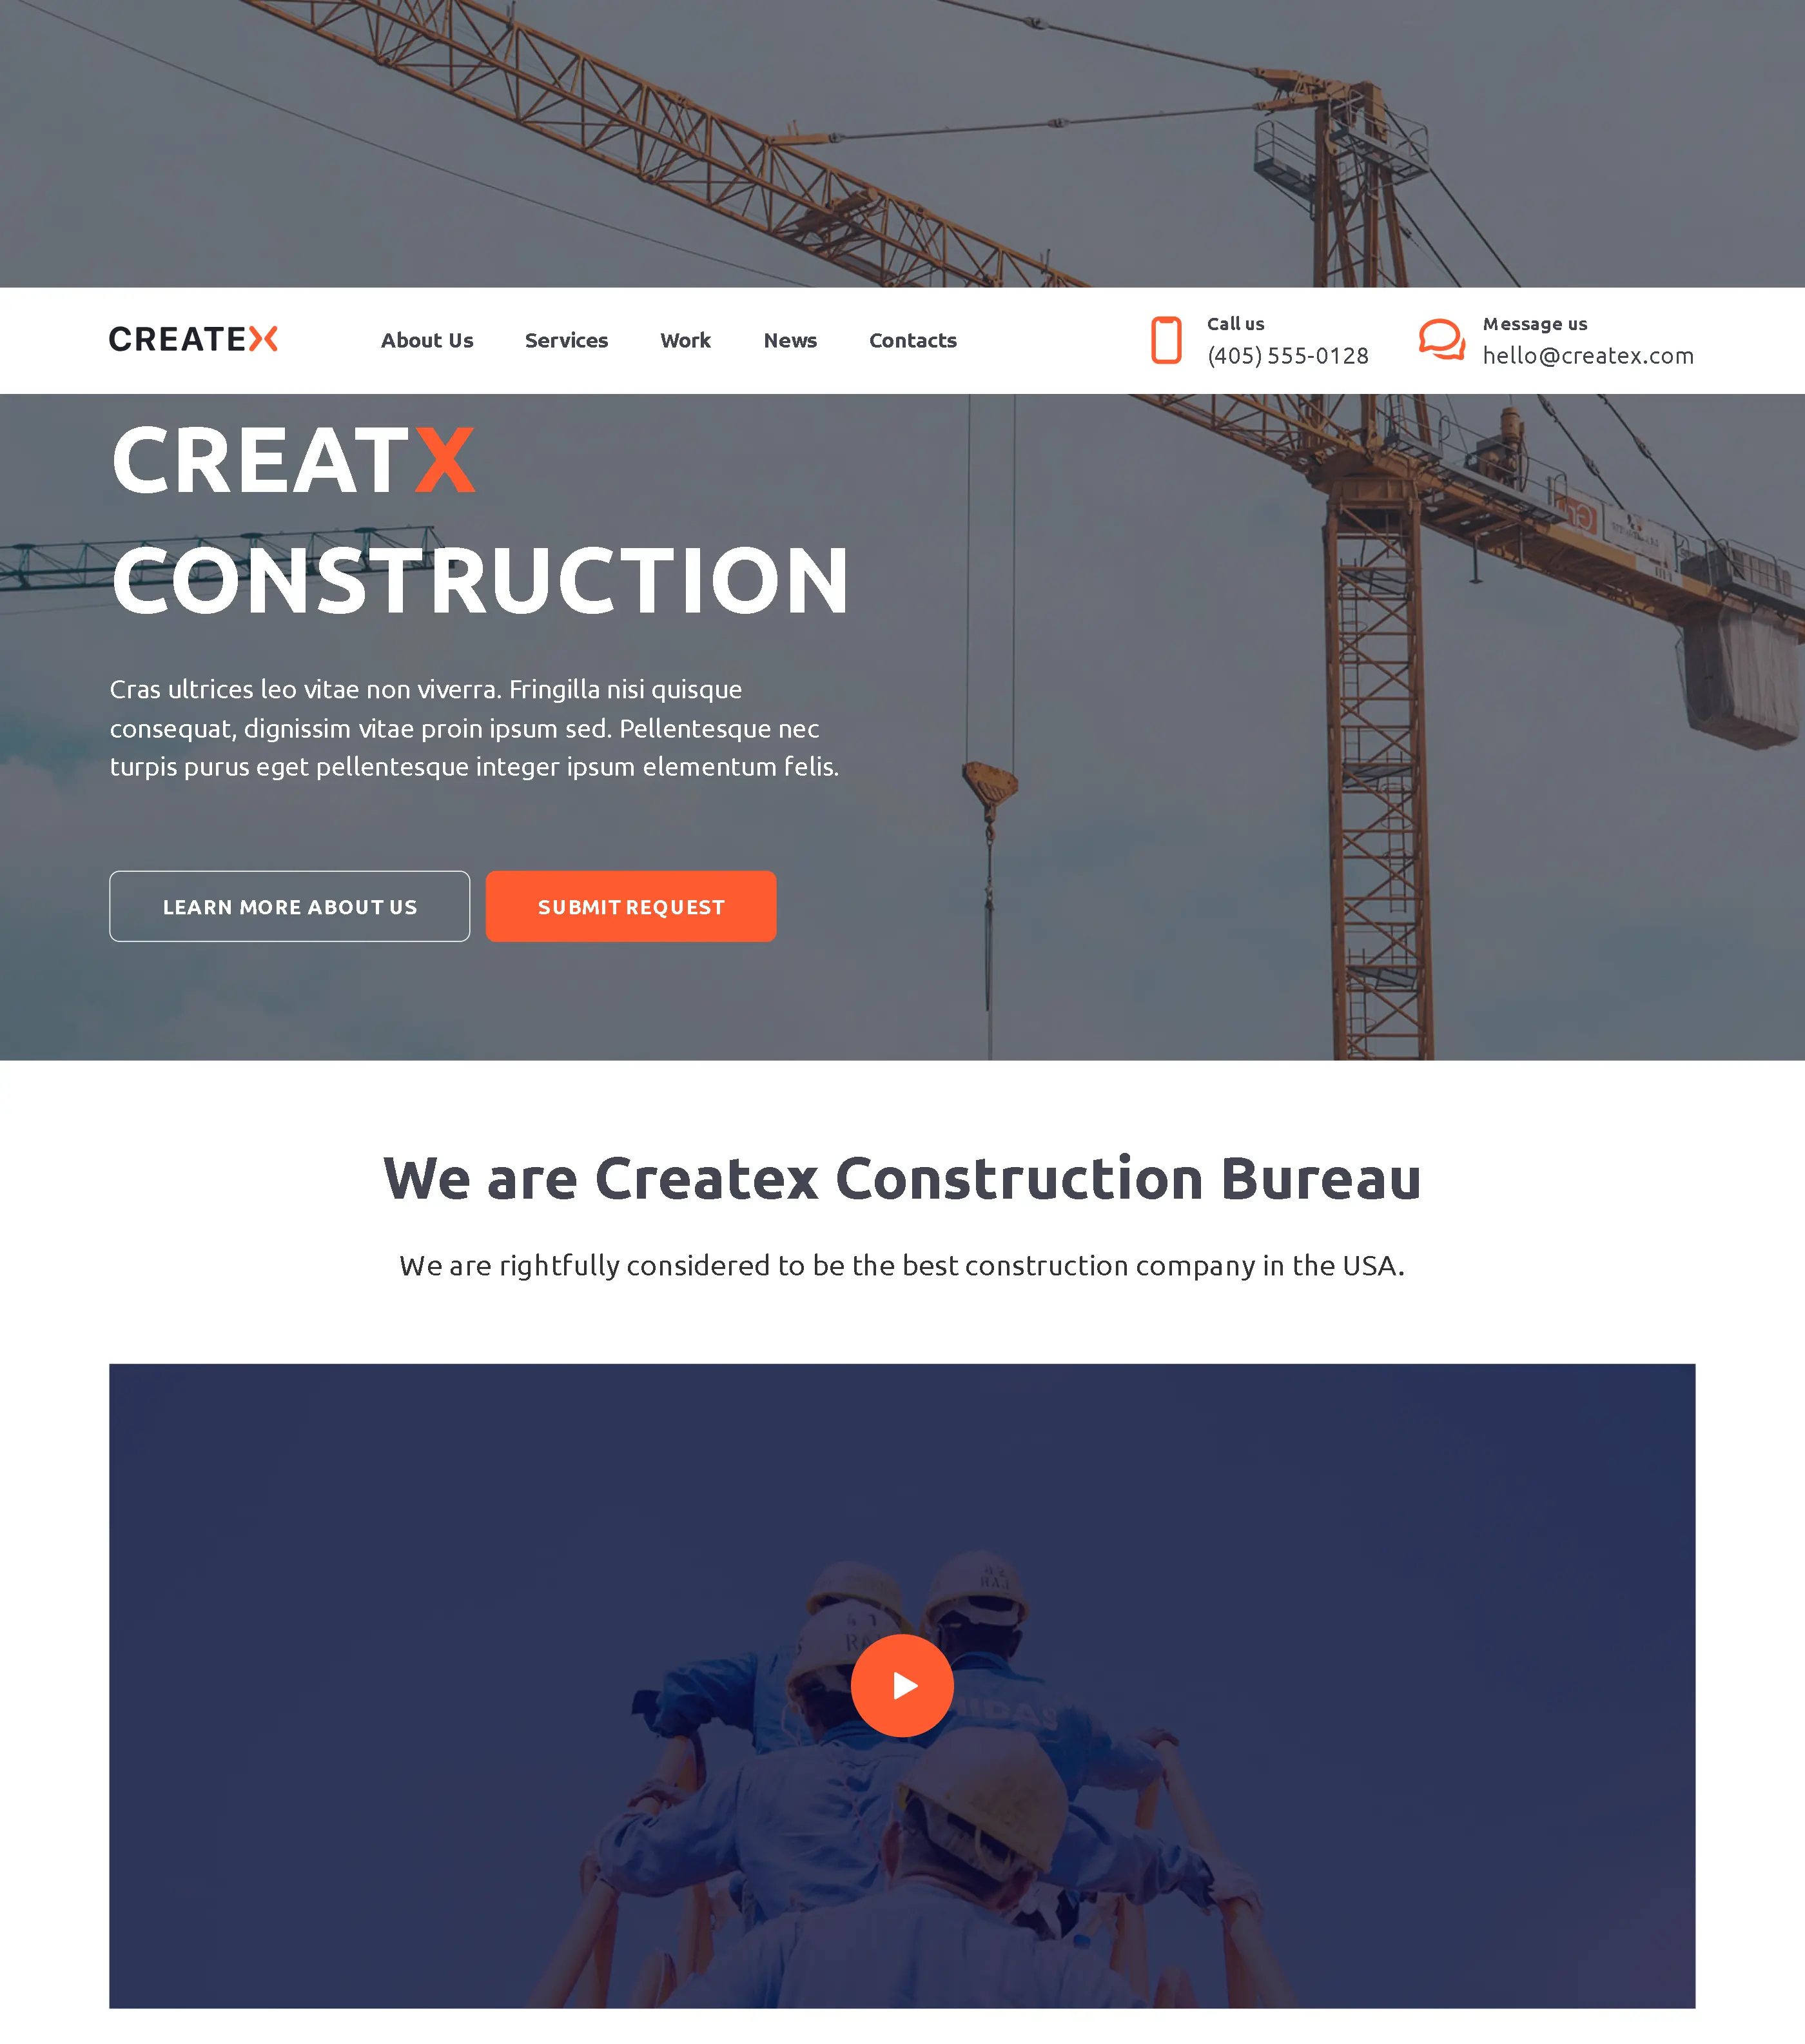 CREATEX
About Us Services Work News Contacts
Call us
(405) 555-0128
Message us
hello@createx.com
CREATX
CONSTRUCTION
Cras ultrices leo vitae non viverra. Fringilla nisi quisque
consequat, dignissim vitae proin ipsum sed. Pellentesque nec
turpis purus eget pellentesque integer ipsum elementum felis.
LEARN MORE ABOUT US
SUBMIT REQUEST
We are Createx Construction Bureau
We are rightfully considered to be the best construction company in the USA.
RAJ